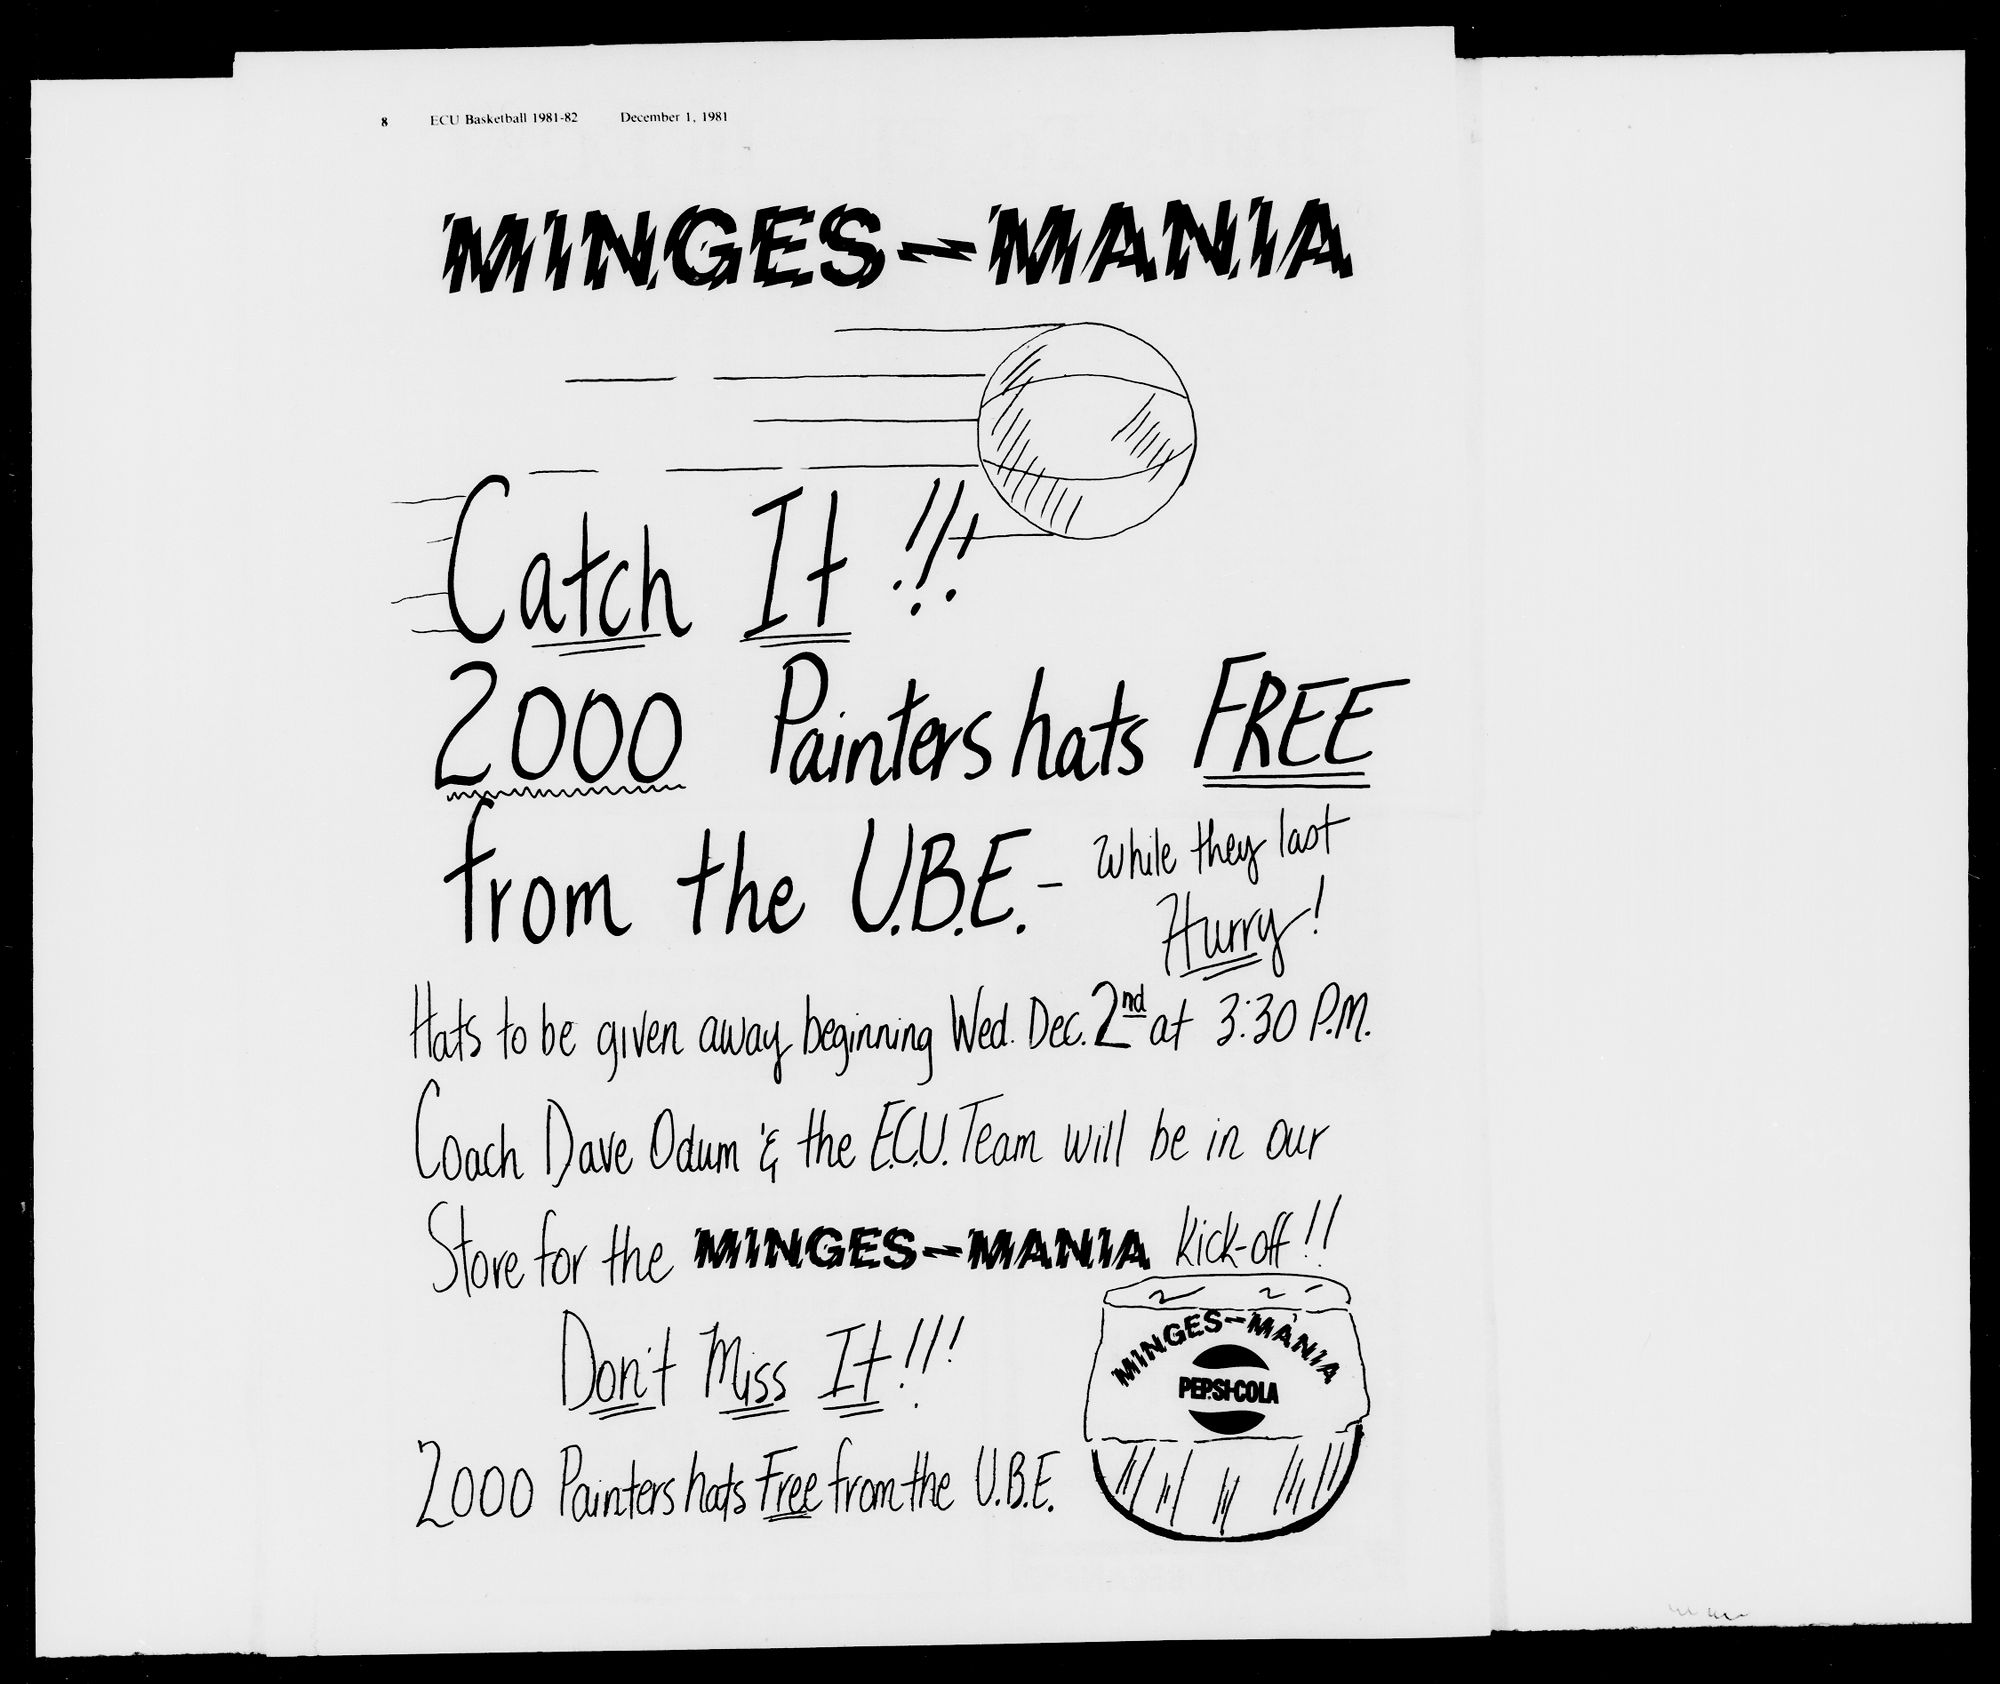 8 ECU Basketball 1981-82 December 1, 1981
MINGES-MANIA
Catch It !!!
2000 Painters hats FREE
from the U.B.E. - While they last
Hurry!
Hats to be given away beginning Wed. Dec. 2nd at 3:30 P.M.
Coach Dave Odum & the E.C.U. Team will be in our
Store for the MINGES-MANIA Kick-off!!
Don't Miss It!!!
MINGES-MANIA
PEPSI-COLA
2000 Painters hats Free from the U.B.E.